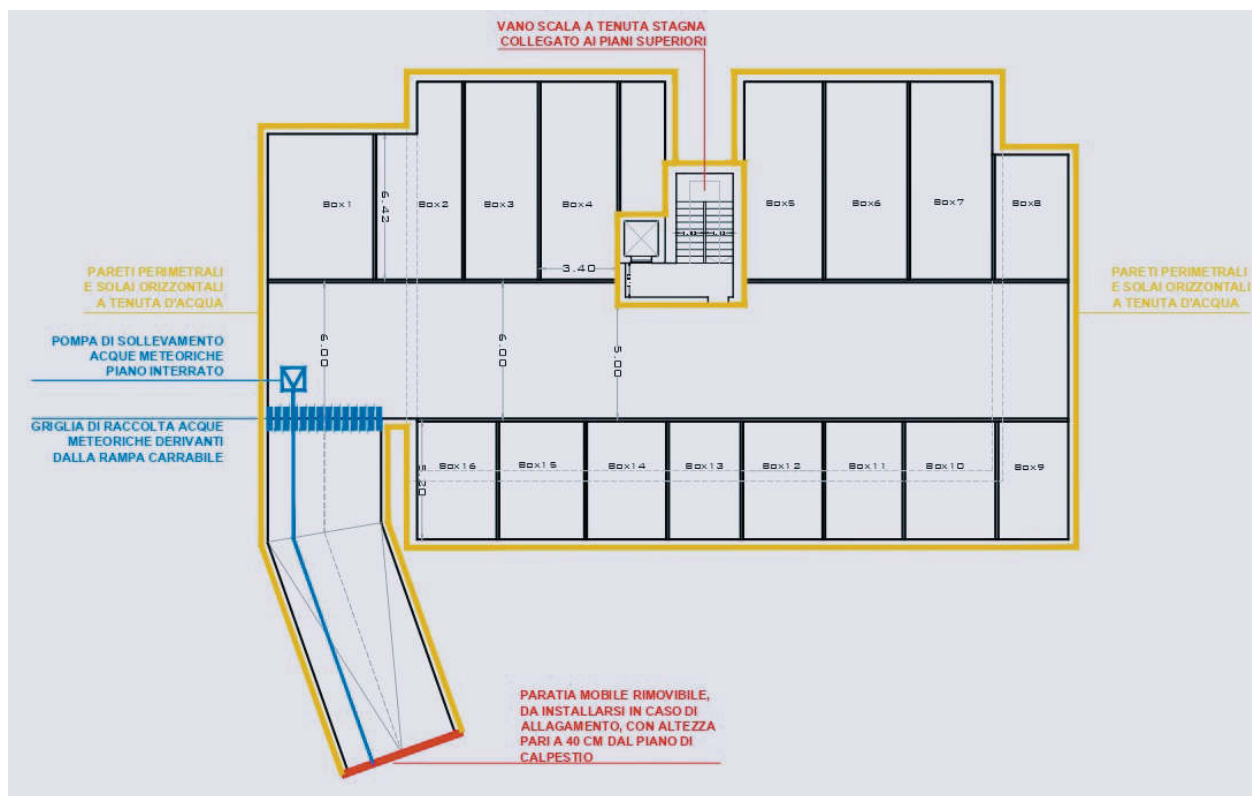 VANO SCALA A TENUTA STAGNA
COLLEGATO AI PIANI SUPERIORI
Box1
6.42
Box2
Box3
Box4
Box5
Box6
Box7
Box8
3.40
PARETI PERIMETRALI
E SOLAI ORIZZONTALI
A TENUTA D'ACQUA
PARETI PERIMETRALI
E SOLAI ORIZZONTALI
A TENUTA D'ACQUA
6.00
6.00
5.00
POMPA DI SOLLEVAMENTO
ACQUE METEORICHE
PIANO INTERRATO
GRIGLIA DI RACCOLTA ACQUE
METEORICHE DERIVANTI
DALLA RAMPA CARRABILE
Box16
Box15
Box14
Box13
Box12
Box11
Box10
Box9
PARATIA MOBILE RIMOVIBILE,
DA INSTALLARSI IN CASO DI
ALLAGAMENTO, CON ALTEZZA
PARI A 40 CM DAL PIANO DI
CALPESTIO